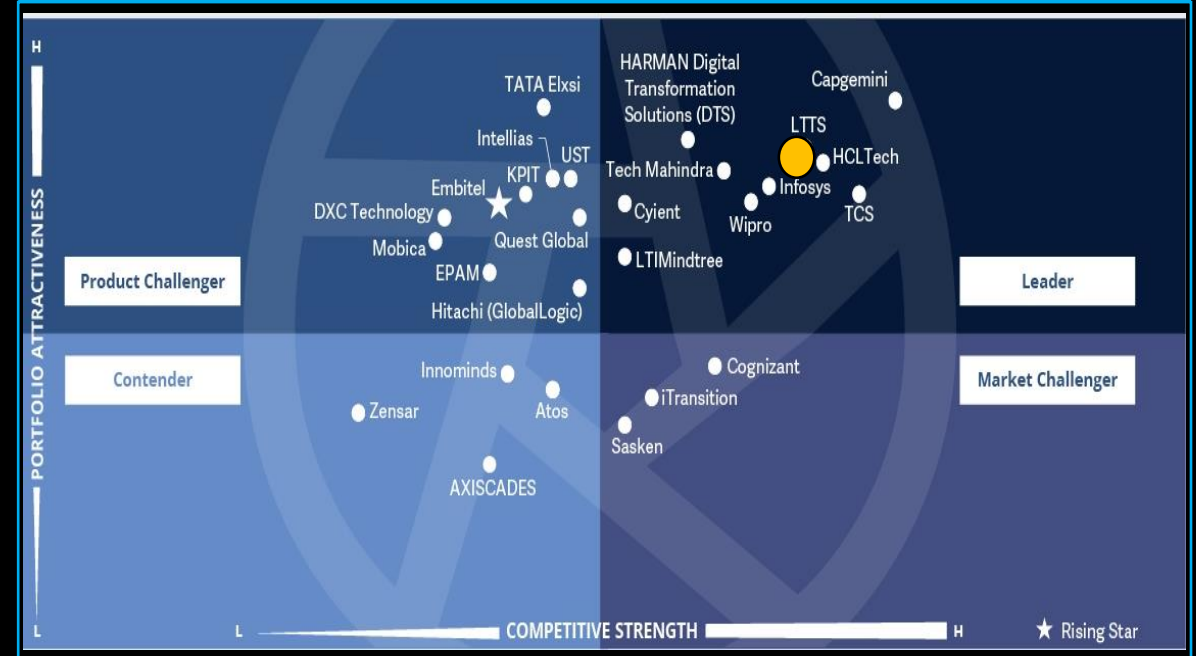 H
PORTFOLIO ATTRACTIVENESS
L
TATA Elxsi
Intellias
UST
KPIT
Embitel
DXC Technology
Quest Global
Mobica
EPAM
Hitachi (GlobalLogic)
Product Challenger
HARMAN Digital
Transformation
Solutions (DTS)
Capgemini
LTTS
HCLTech
Tech Mahindra
Infosys
Cyient
Wipro
TCS
LTIMindtree
Leader
Contender
Innominds
Atos
Zensar
AXISCADES
Cognizant
iTransition
Sasken
Market Challenger
L
COMPETITIVE STRENGTH
H
Rising Star